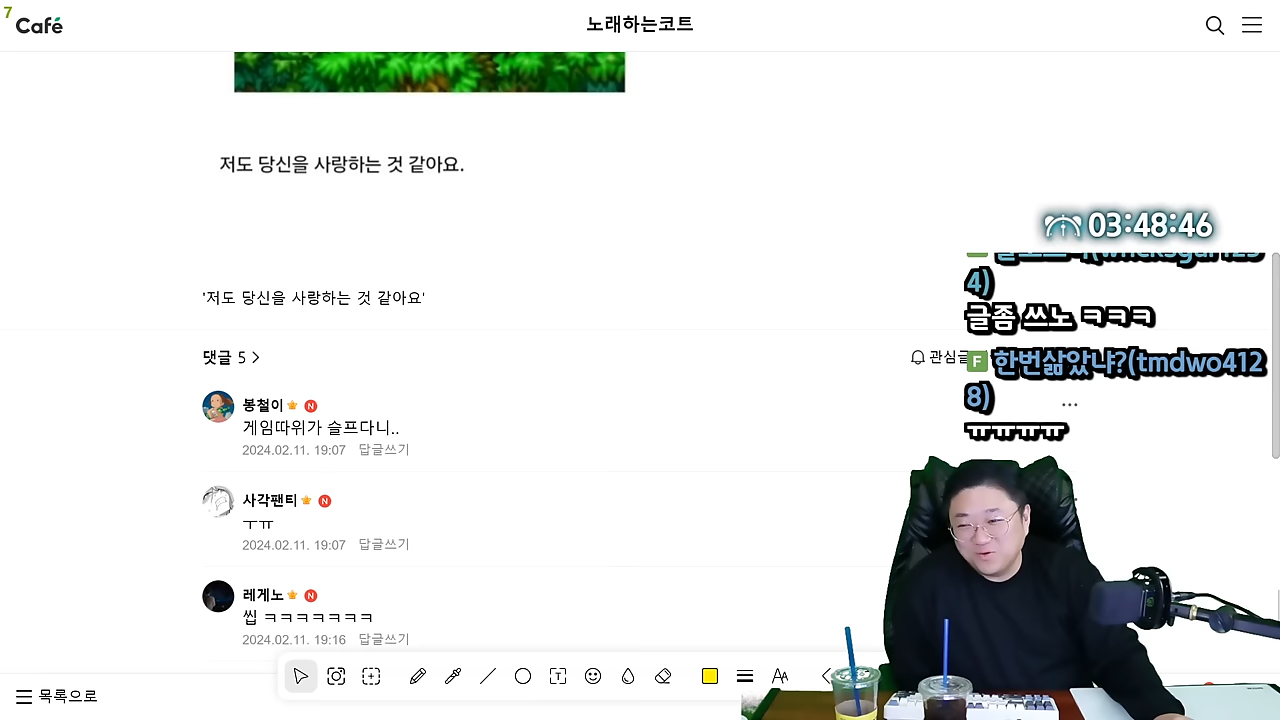 7
Café
노래하는코트
저도 당신을 사랑하는 것 같아요.
03:48:46
4)
글좀 쓰노 ㅋㅋㅋ
'저도 당신을 사랑하는 것 같아요'
댓글 5
관심글
F 한번삶았냐?(tmdwo412
8)
ㅠㅠㅠㅠ
봉철이 N
게임따위가 슬프다니..
2024.02.11. 19:07 답글쓰기
사각팬티 N
ㅜㅠ
2024.02.11. 19:07 답글쓰기
레게노 N
씹 ㅋㅋㅋㅋㅋㅋㅋ
2024.02.11. 19:16 답글쓰기
목록으로